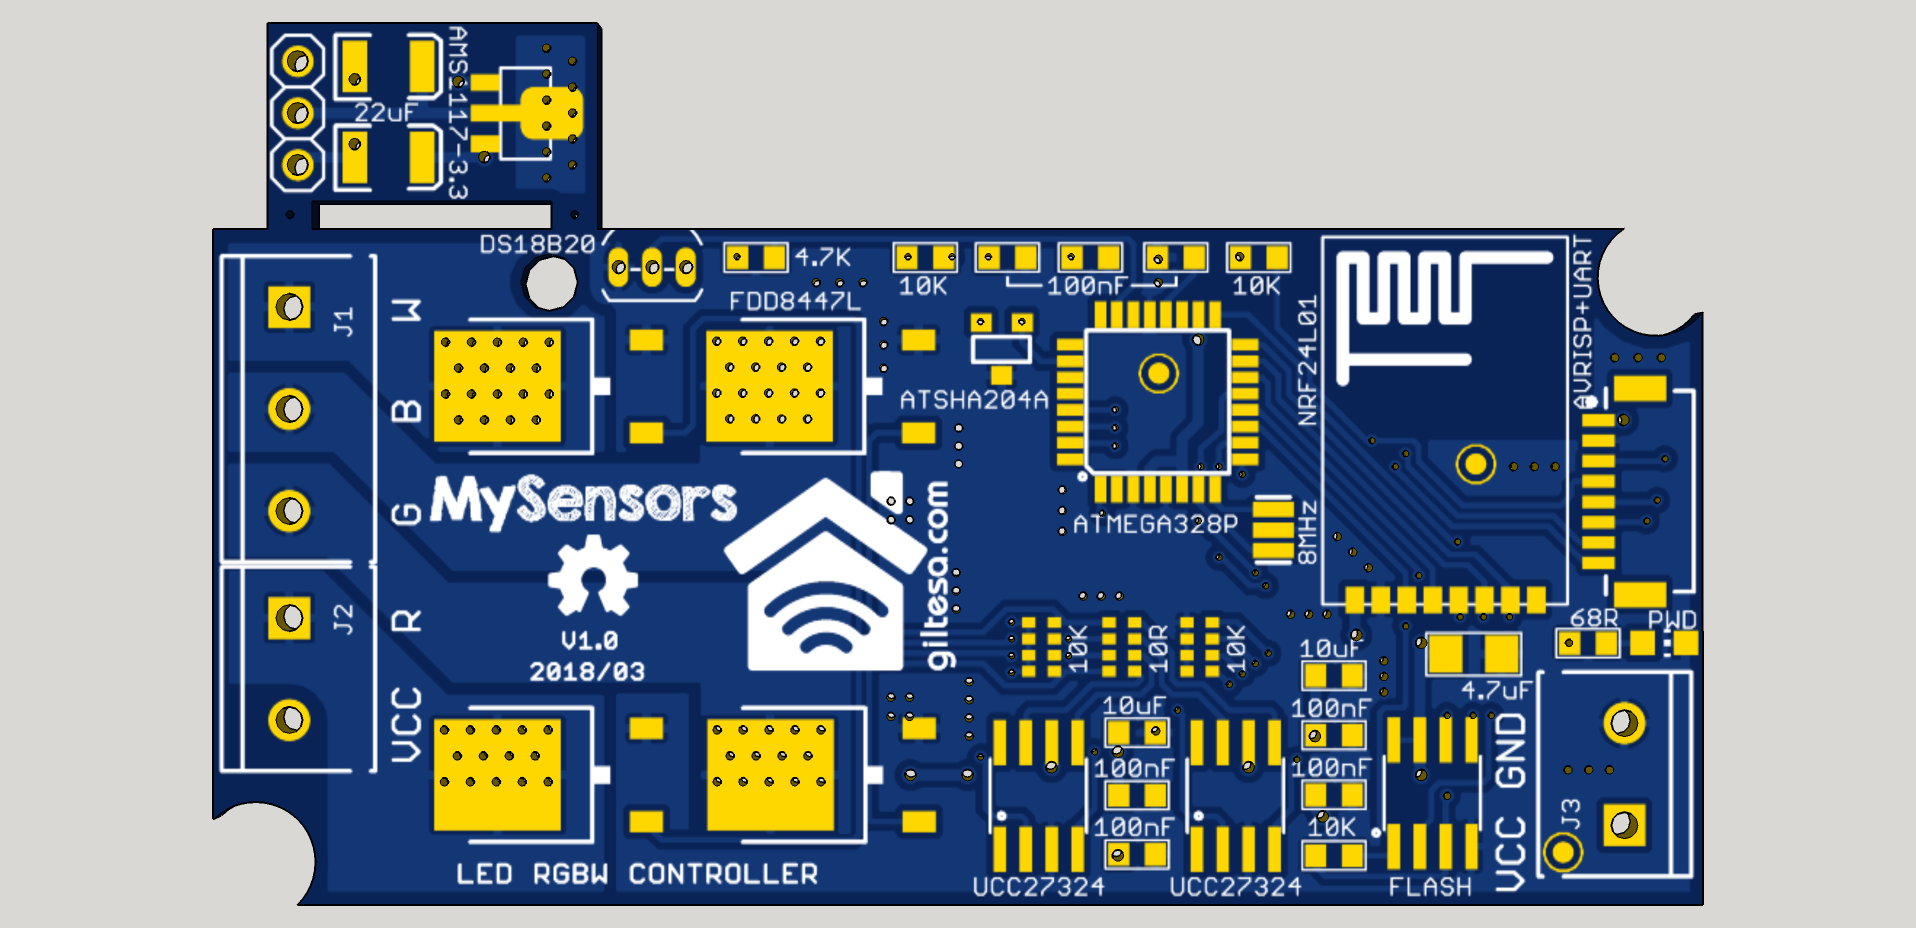 22uF
AMS1117-3.3
DS18B20
4.7K
FDD8447L
10K
100nF
10K
J1
W
B
G
J2
R
VCC
ATSHA204A
NRF24L01
AVRISP+UART
ATMEGA328P
8MHz
MySensors
giltesa.com
V1.0
2018/03
10K
10R
10K
68R
PWD
10uF
4.7uF
10uF
100nF
100nF
100nF
100nF
10K
VCC GND
J3
LED RGBW CONTROLLER
UCC27324
UCC27324
FLASH